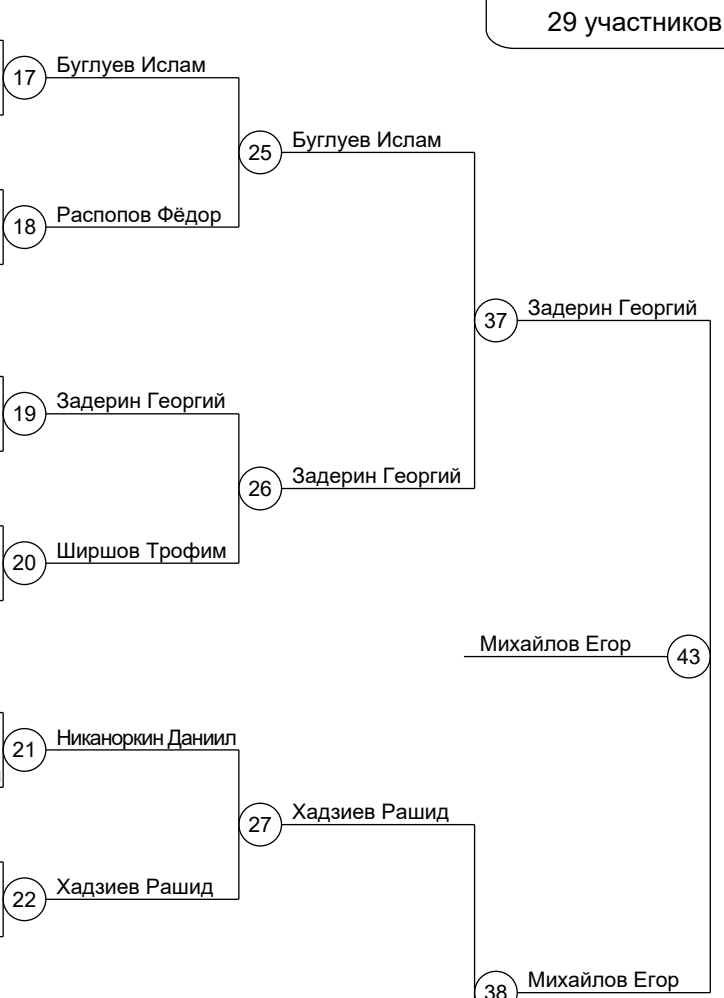 29 участников
Буглуев Ислам
17
Буглуев Ислам
25
Распопов Фёдор
18
Задерин Георгий
37
Задерин Георгий
19
Задерин Георгий
26
Ширшов Трофим
20
Михайлов Егор
43
Никаноркин Даниил
21
Хадзиев Рашид
27
Хадзиев Рашид
22
Михайлов Егор
38